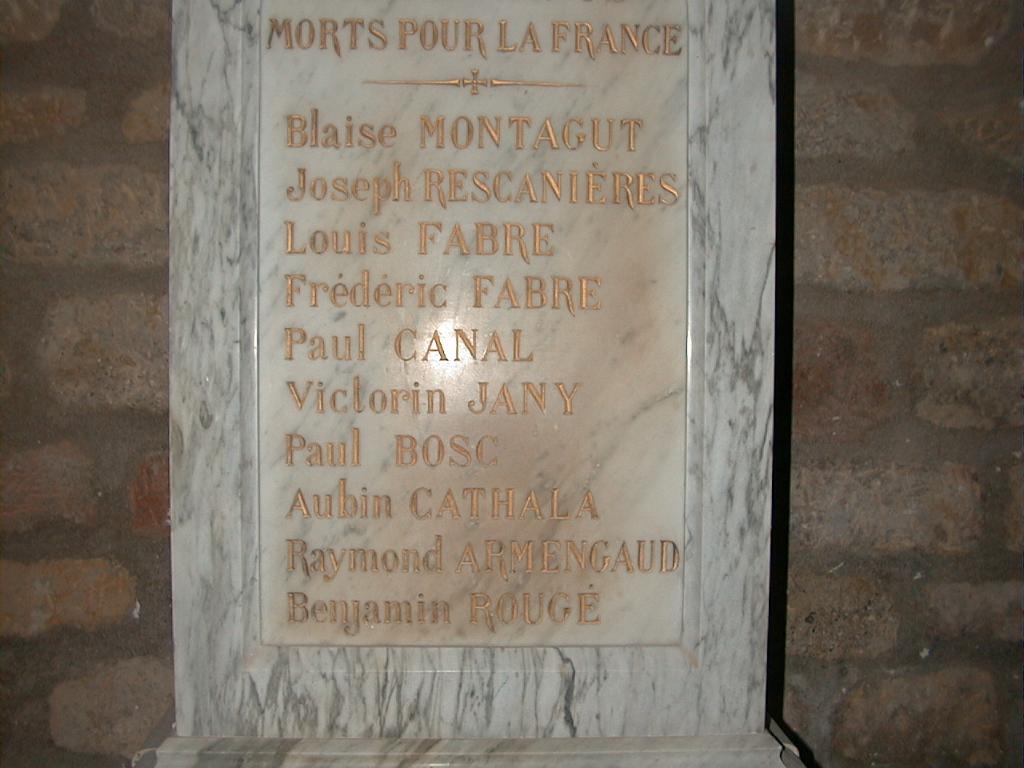 MORTS POUR LA FRANCE
Blaise MONTAGUT
Joseph RESCANIÈRES
Louis FABRE
Frédéric FABRE
Paul CANAL
Victorin JANY
Paul BOSC
Aubin CATHALA
Raymond ARMENGAUD
Benjamin ROUGÉ